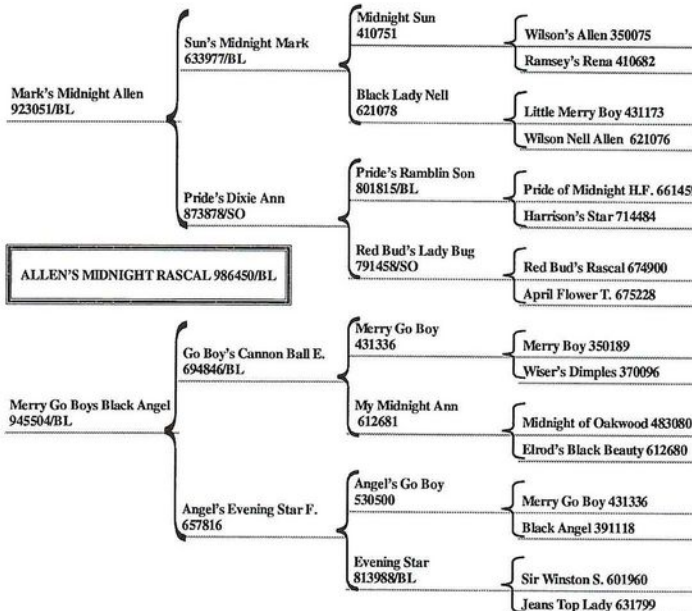 Midnight Sun
410751
Wilson's Allen 350075
Sun's Midnight Mark
633977/BL
Ramsey's Rena 410682
Mark's Midnight Allen
923051/BL
Black Lady Nell
621078
Little Merry Boy 431173
Wilson Nell Allen 621076
Pride's Ramblin Son
801815/BL
Pride of Midnight H.F. 661459
Pride's Dixie Ann
873878/SO
Harrison's Star 714484
Red Bud's Lady Bug
791458/SO
Red Bud's Rascal 674900
April Flower T. 675228
ALLEN'S MIDNIGHT RASCAL 986450/BL
Merry Go Boy
431336
Merry Boy 350189
Go Boy's Cannon Ball E.
694846/BL
Wiser's Dimples 370096
Merry Go Boys Black Angel
945504/BL
My Midnight Ann
612681
Midnight of Oakwood 483080
Elrod's Black Beauty 612680
Angel's Go Boy
530500
Merry Go Boy 431336
Angel's Evening Star F.
657816
Black Angel 391118
Evening Star
813988/BL
Sir Winston S. 601960
Jeans Top Lady 631799